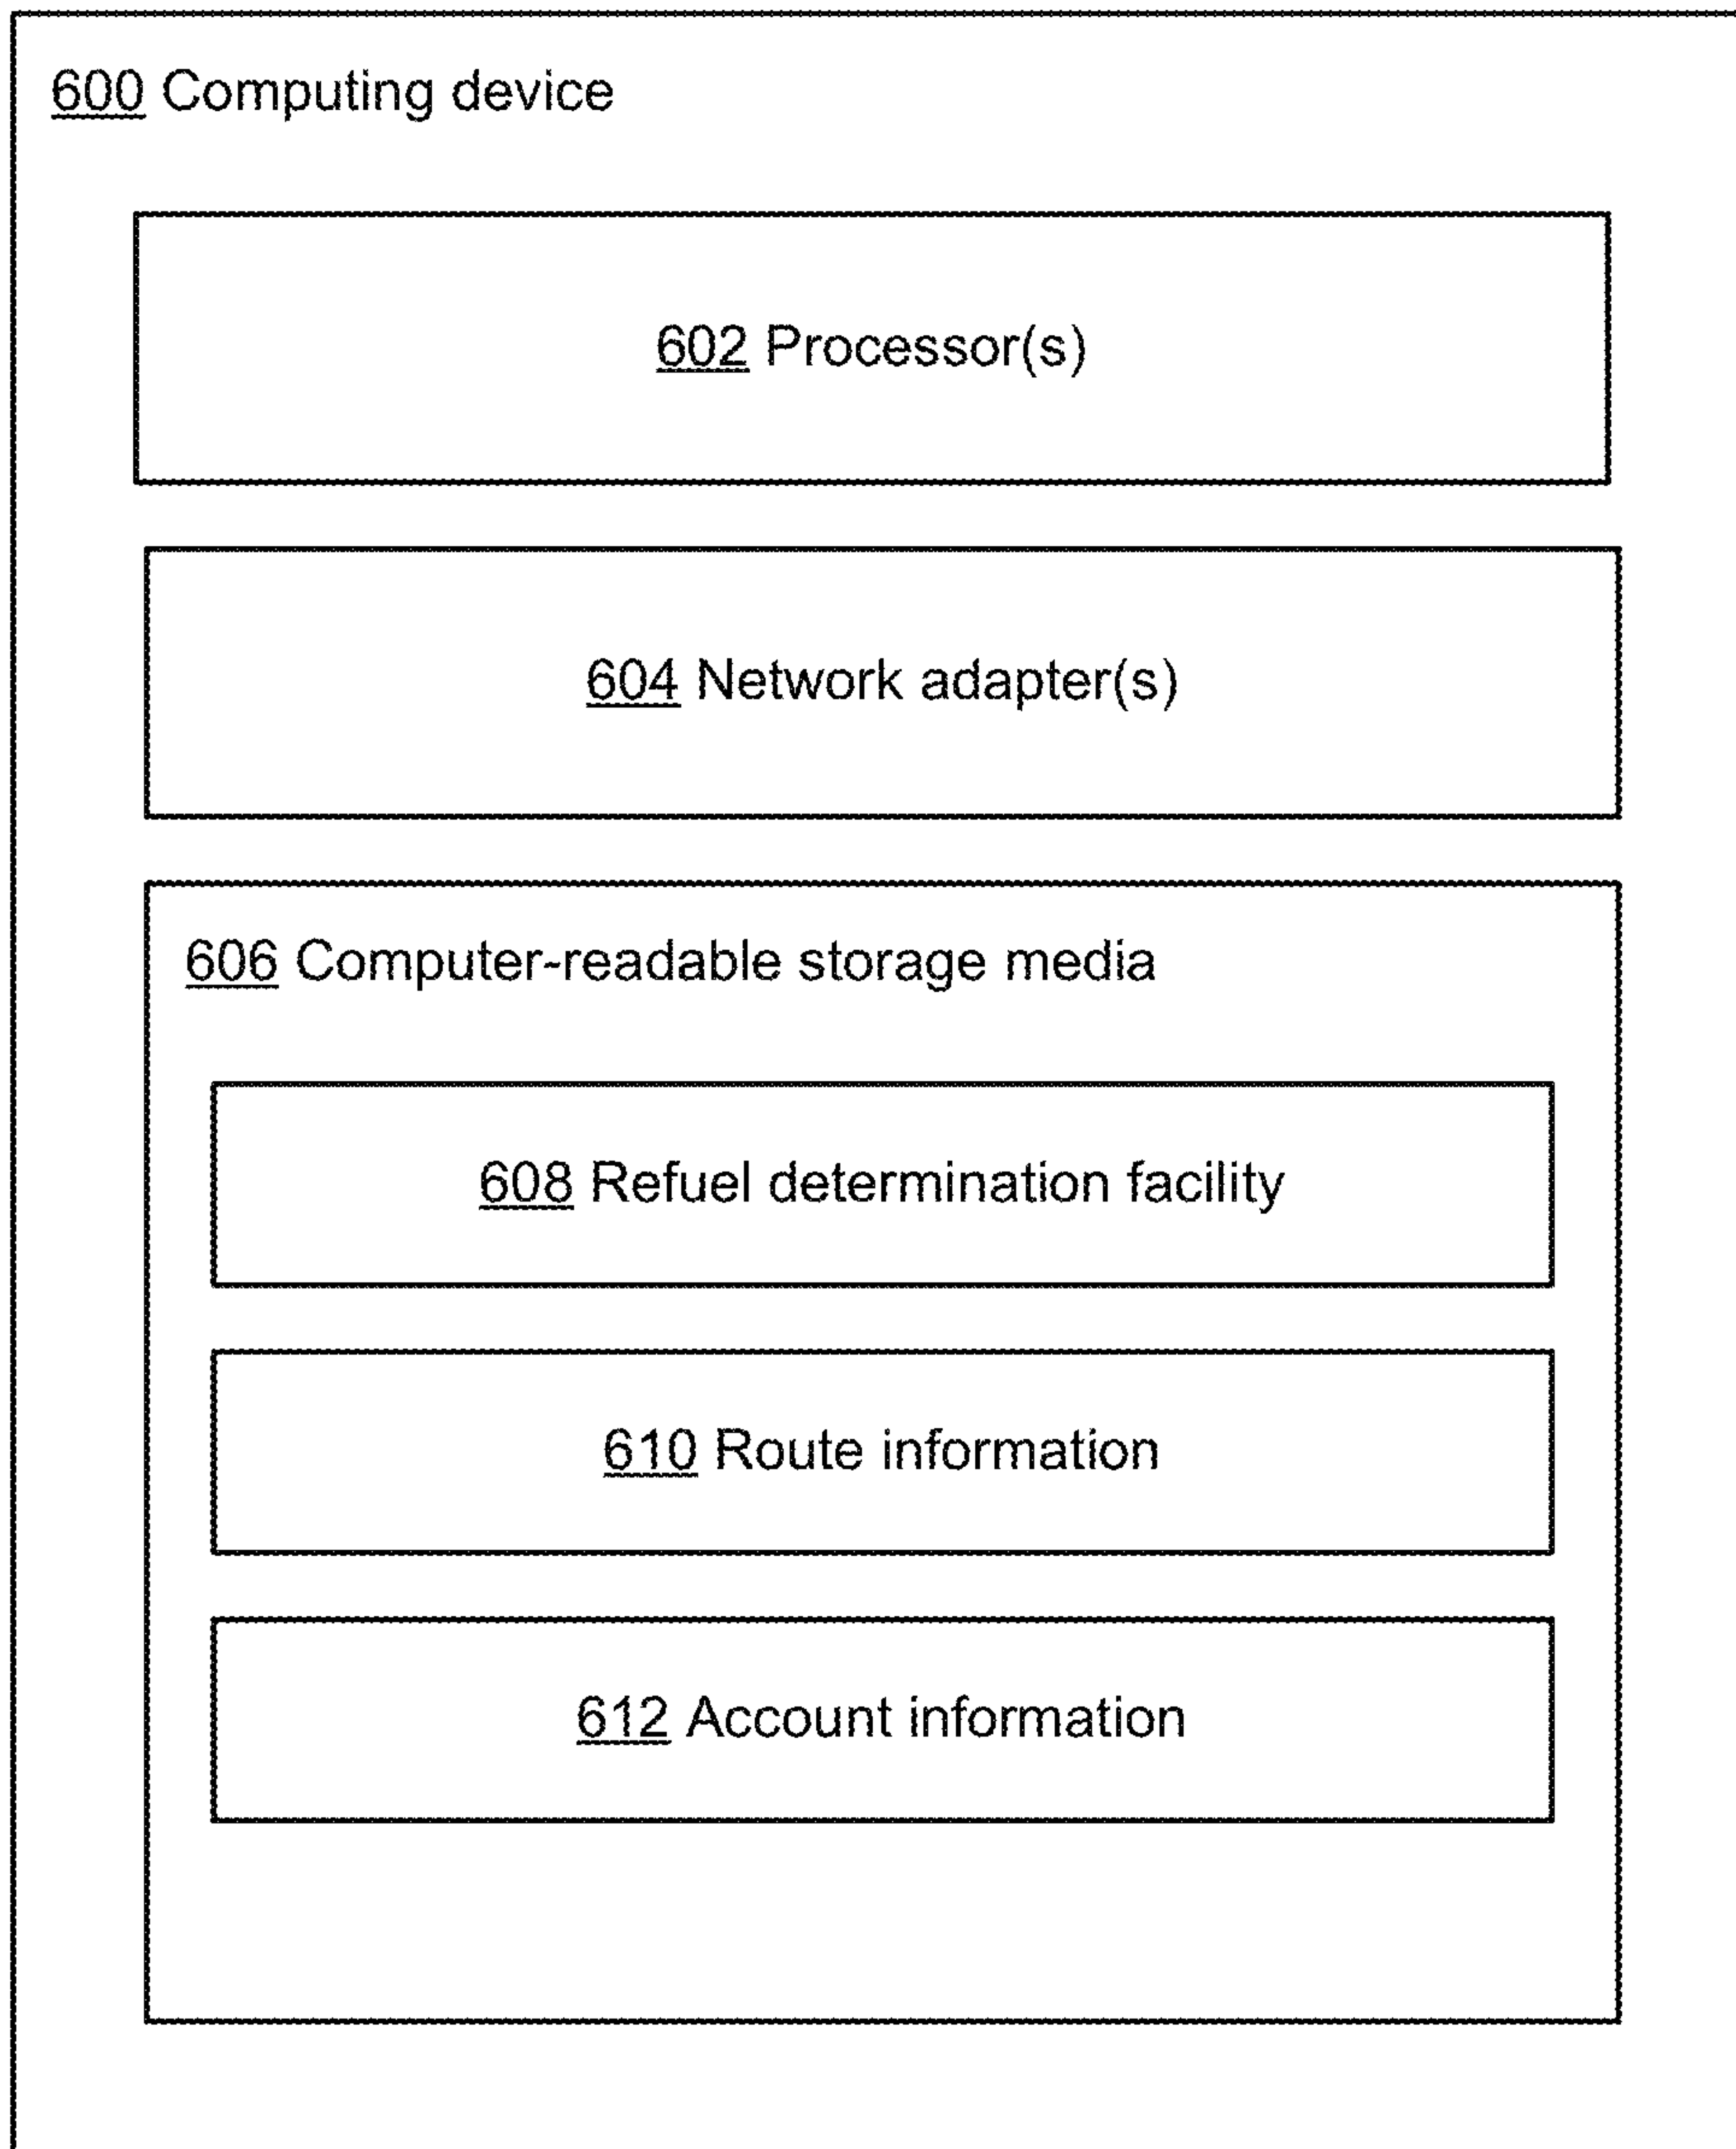 600 Computing device
602 Processor(s)
604 Network adapter(s)
606 Computer-readable storage media
608 Refuel determination facility
610 Route information
612 Account information